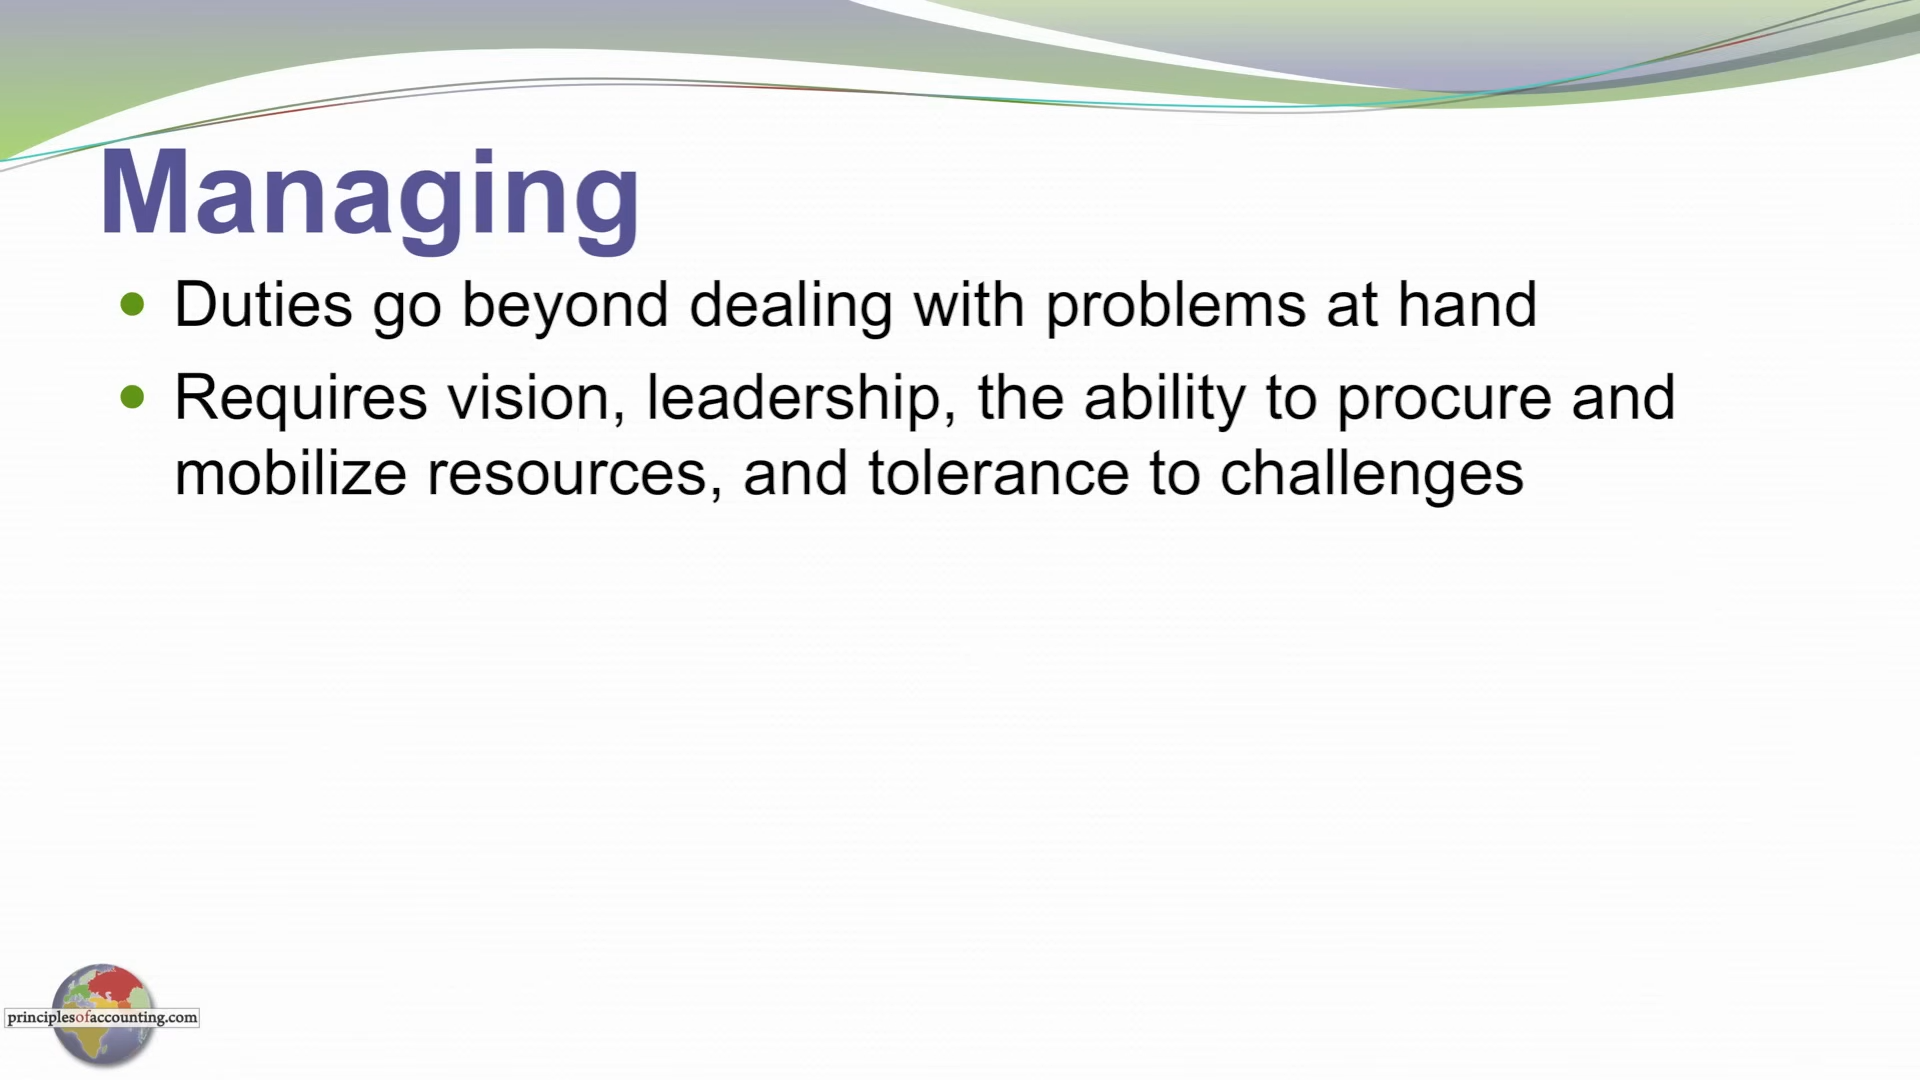 Managing
• Duties go beyond dealing with problems at hand
• Requires vision, leadership, the ability to procure and
mobilize resources, and tolerance to challenges
principlesofaccounting.com